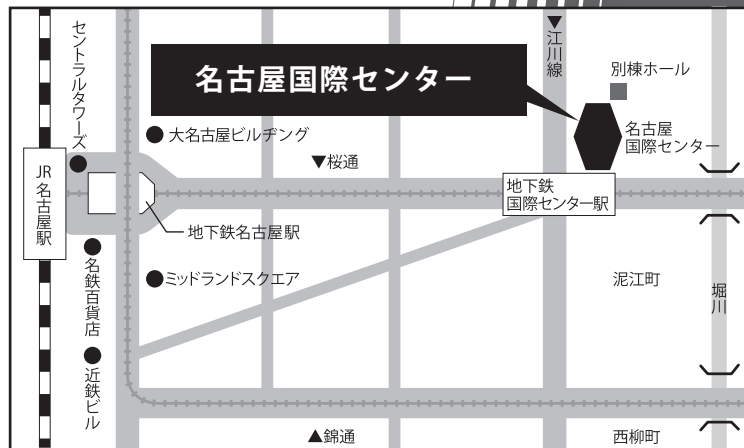 セントラルタワーズ
▼江川線
名古屋国際センター
別棟ホール
大名古屋ビルヂング
名古屋
国際センター
▼桜通
JR名古屋駅
地下鉄
国際センター駅
地下鉄名古屋駅
名鉄百貨店
ミッドランドスクエア
泥江町
堀川
近鉄ビル
▲錦通
西柳町